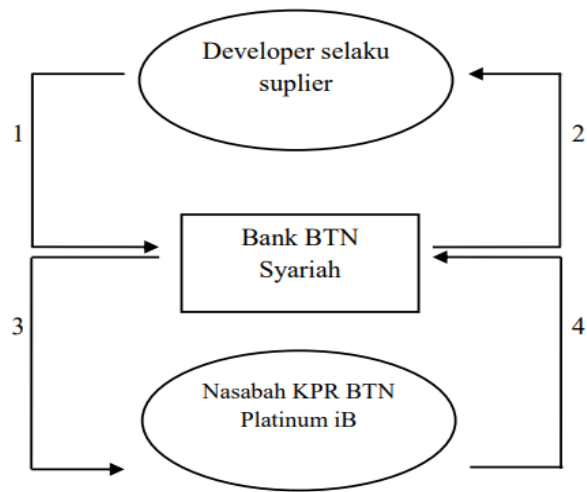 Developer selaku
suplier
1
2
Bank BTN
Syariah
3
4
Nasabah KPR BTN
Platinum iB